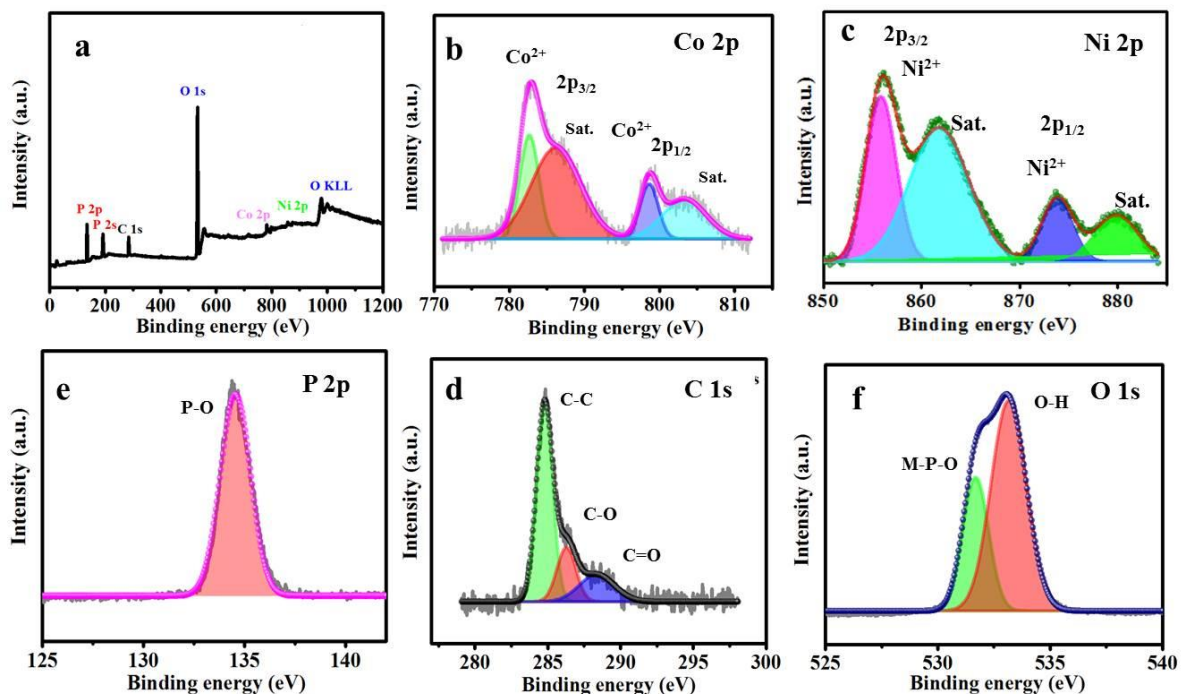 a
O 1s
P 2p
P 2s
C 1s
Co 2p
Ni 2p
O KLL
Intensity (a.u.)
0 200 400 600 800 1000 1200
Binding energy (eV)
b
Co 2p
Co²⁺
2p₃/₂
Sat.
Co²⁺
2p₁/₂
Sat.
Intensity (a.u.)
770 780 790 800 810
Binding energy (eV)
c
Ni 2p
2p₃/₂
Ni²⁺
Sat.
2p₁/₂
Ni²⁺
Sat.
Intensity (a.u.)
850 860 870 880
Binding energy (eV)
e
P 2p
P-O
Intensity (a.u.)
125 130 135 140
Binding energy (eV)
d
C 1s
s
C-C
C-O
C=O
Intensity (a.u.)
280 285 290 295 300
Binding energy (eV)
f
O 1s
O-H
M-P-O
Intensity (a.u.)
525 530 535 540
Binding energy (eV)